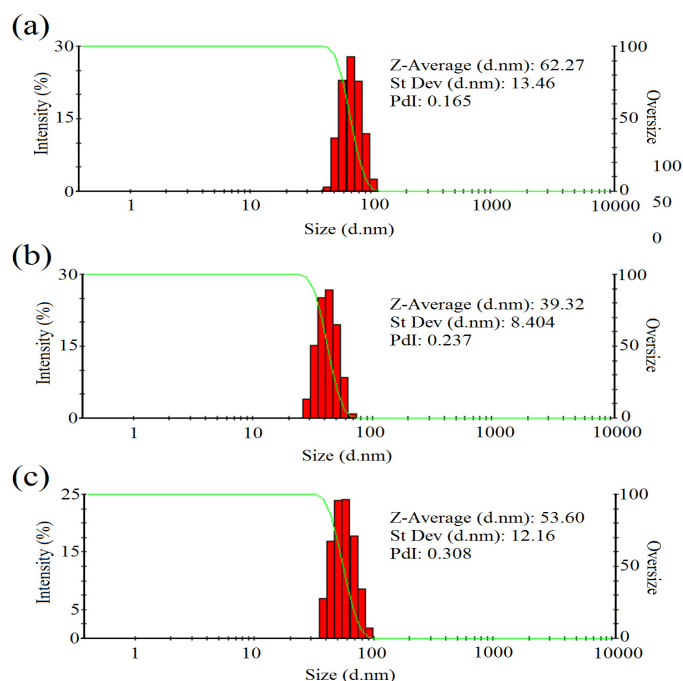 (a)
30
15
0
Intensity (%)
Z-Average (d.nm): 62.27
St Dev (d.nm): 13.46
PdI: 0.165
100
50
0
Oversize
100
50
0
1 10 100 1000 10000
Size (d.nm)
(b)
30
15
0
Intensity (%)
Z-Average (d.nm): 39.32
St Dev (d.nm): 8.404
PdI: 0.237
100
50
0
Oversize
1 10 100 1000 10000
Size (d.nm)
(c)
25
15
5
0
Intensity (%)
Z-Average (d.nm): 53.60
St Dev (d.nm): 12.16
PdI: 0.308
100
50
0
Oversize
1 10 100 1000 10000
Size (d.nm)